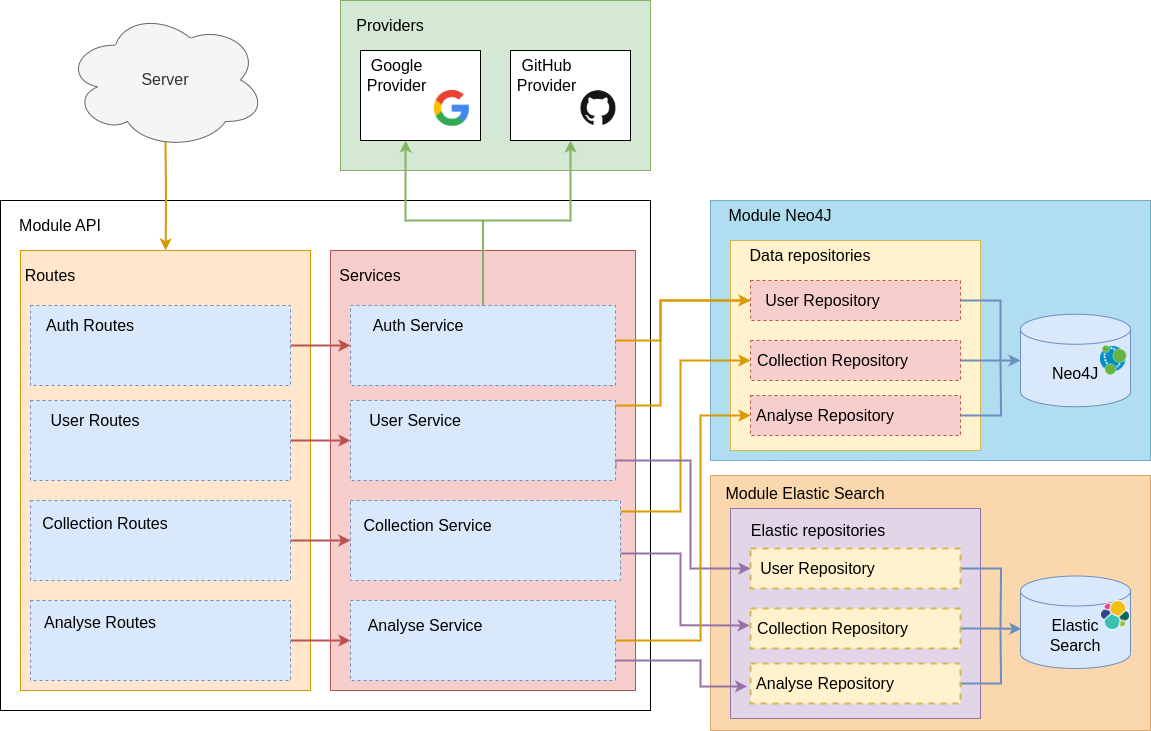 Server
Providers
Google
Provider
GitHub
Provider
Module API
Routes
Auth Routes
User Routes
Collection Routes
Analyse Routes
Services
Auth Service
User Service
Collection Service
Analyse Service
Module Neo4J
Data repositories
User Repository
Collection Repository
Analyse Repository
Neo4J
Module Elastic Search
Elastic repositories
User Repository
Collection Repository
Analyse Repository
Elastic
Search